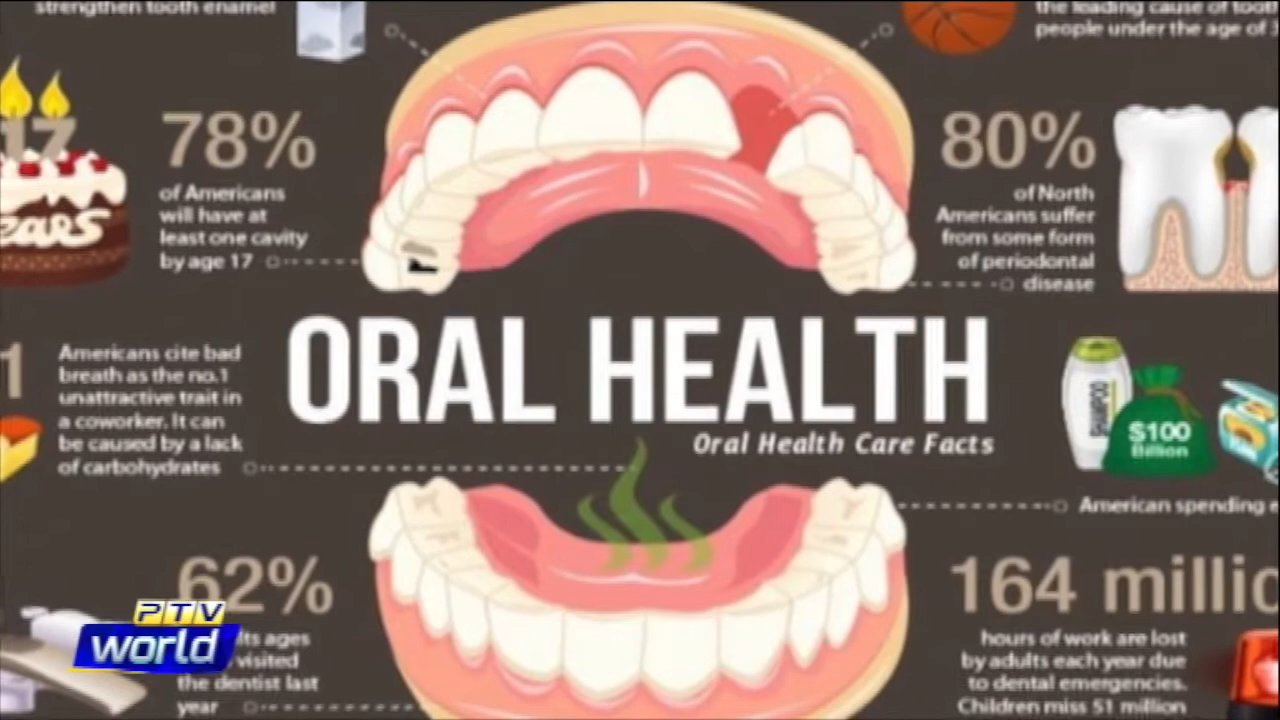 strengthen tooth enamel
the leading cause of
people under the age of
17
78%
of Americans
will have at
least one cavity
by age 17
80%
of North
Americans suffer
from some form
of periodontal
disease
1
Americans cite bad
breath as the no.1
unattractive trait in
a coworker. It can
be caused by a lack
of carbohydrates
ORAL HEALTH
Oral Health Care Facts
SHAMPOO
$100
Billion
American spending
62%
ages
visited
the dentist last
year
164
hours of work are lost
by adults each year due
to dental emergencies.
Children miss 51 million
PTV
world